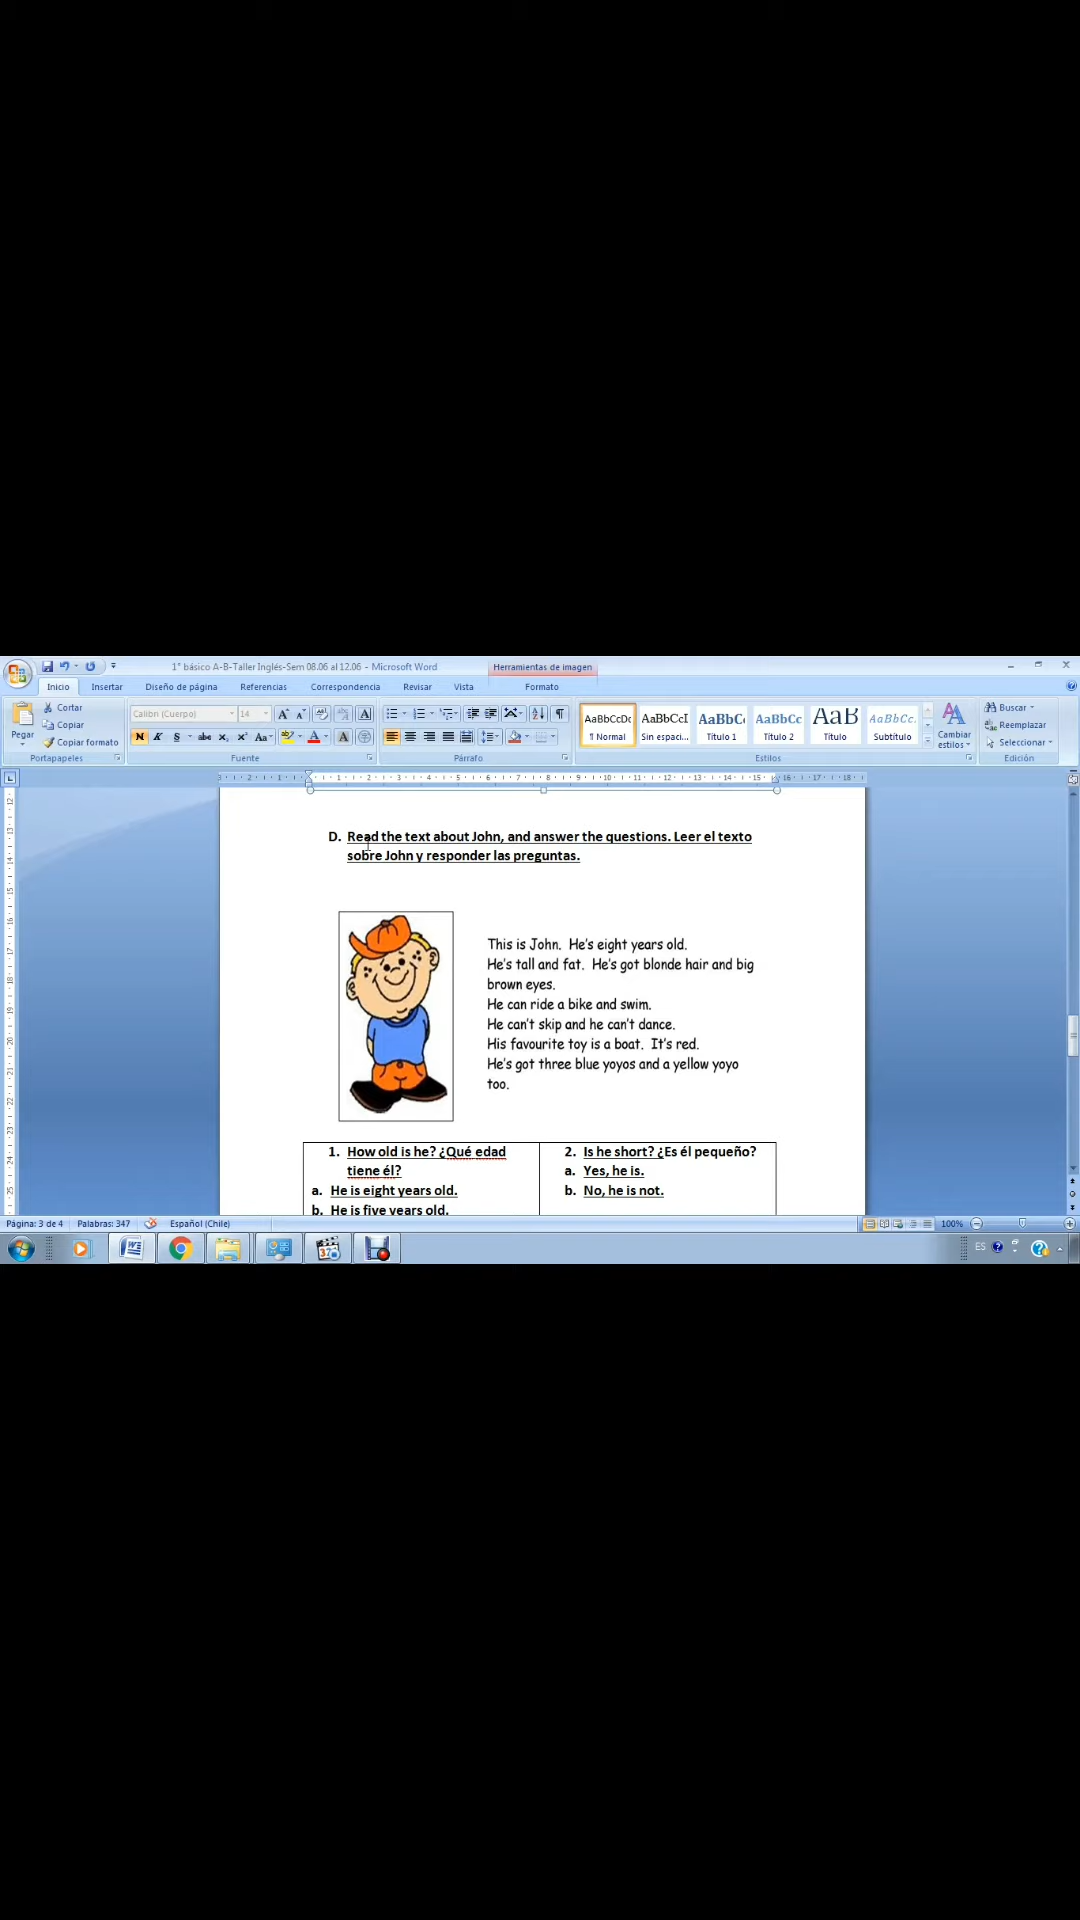 1° básico A-B-Taller Inglés-Sem 08.06 al 12.06 - Microsoft Word
Herramientas de imagen
Inicio Insertar Diseño de página Referencias Correspondencia Revisar Vista Formato
Pegar
Cortar
Copiar
Copiar formato
Portapapeles
Calibri (Cuerpo) 14
N K S abc x₂ x² Aa
Fuente
Párrafo
AaBbCcDc AaBbCcI AaBbC AaBbCc AaB AaBbCc.
¶ Normal Sin espaci... Título 1 Título 2 Título Subtítulo
Cambiar estilos
Estilos
Buscar
Reemplazar
Seleccionar
Edición
D. Read the text about John, and answer the questions. Leer el texto
sobre John y responder las preguntas.
This is John. He's eight years old.
He's tall and fat. He's got blonde hair and big
brown eyes.
He can ride a bike and swim.
He can't skip and he can't dance.
His favourite toy is a boat. It's red.
He's got three blue yoyos and a yellow yoyo
too.
1. How old is he? ¿Qué edad
tiene él?
a. He is eight years old.
b. He is five years old.
2. Is he short? ¿Es él pequeño?
a. Yes, he is.
b. No, he is not.
Página: 3 de 4 Palabras: 347 Español (Chile) 100%
ES